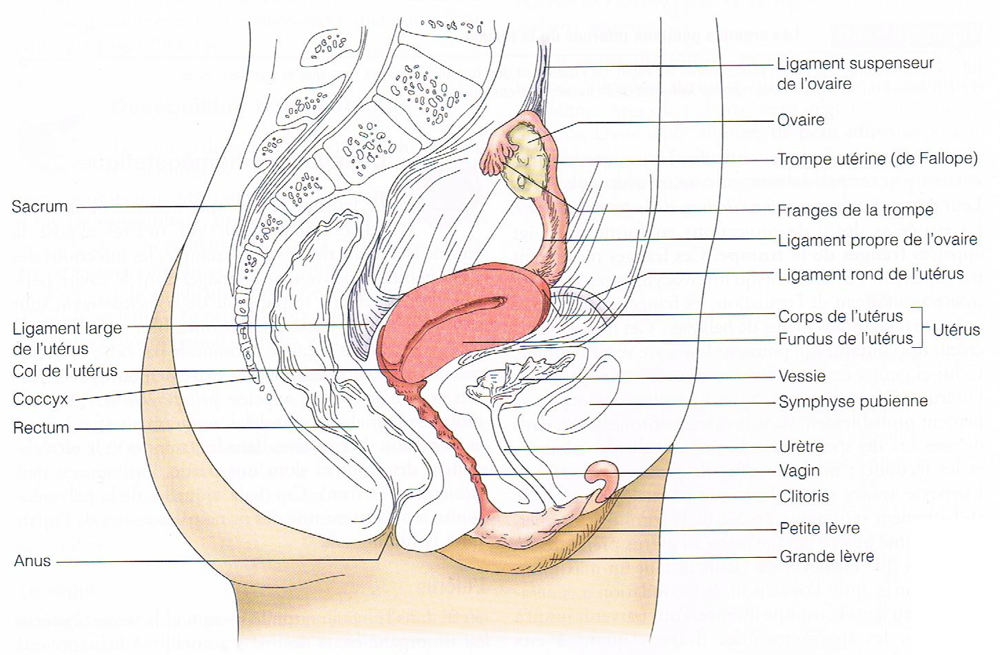 Ligament suspenseur
de l'ovaire
Ovaire
Trompe utérine (de Fallope)
Franges de la trompe
Ligament propre de l'ovaire
Ligament rond de l'utérus
Corps de l'utérus
Fundus de l'utérus
Utérus
Vessie
Symphyse pubienne
Urètre
Vagin
Clitoris
Petite lèvre
Grande lèvre
Sacrum
Ligament large
de l'utérus
Col de l'utérus
Coccyx
Rectum
Anus